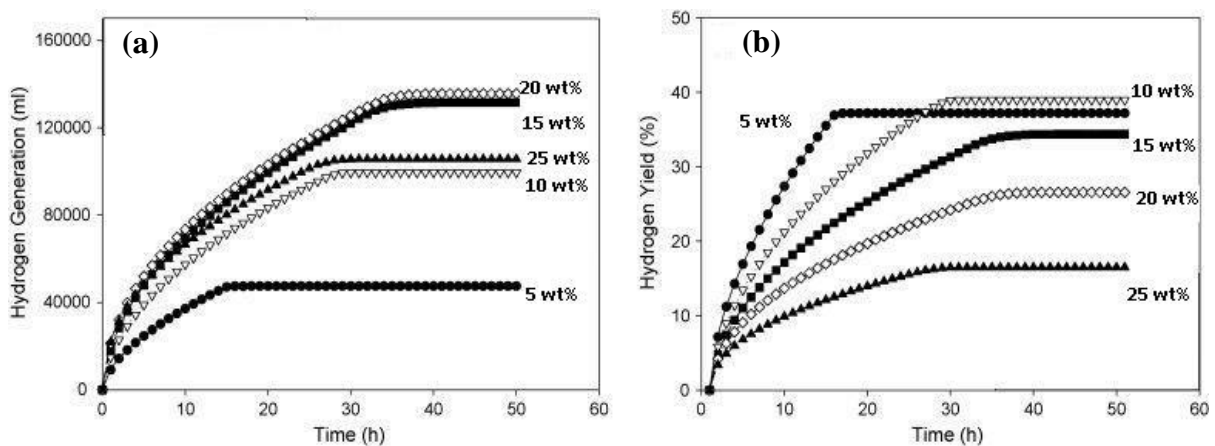 (a)
Hydrogen Generation (ml)
160000
120000
80000
40000
0
20 wt%
15 wt%
25 wt%
10 wt%
5 wt%
0 10 20 30 40 50 60
Time (h)
(b)
Hydrogen Yield (%)
50
40
30
20
10
0
10 wt%
5 wt%
15 wt%
20 wt%
25 wt%
0 10 20 30 40 50 60
Time (h)